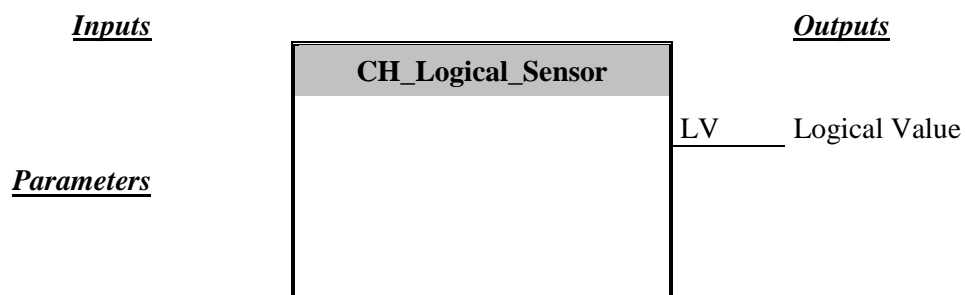 Inputs
Outputs
CH_Logical_Sensor
LV Logical Value
Parameters